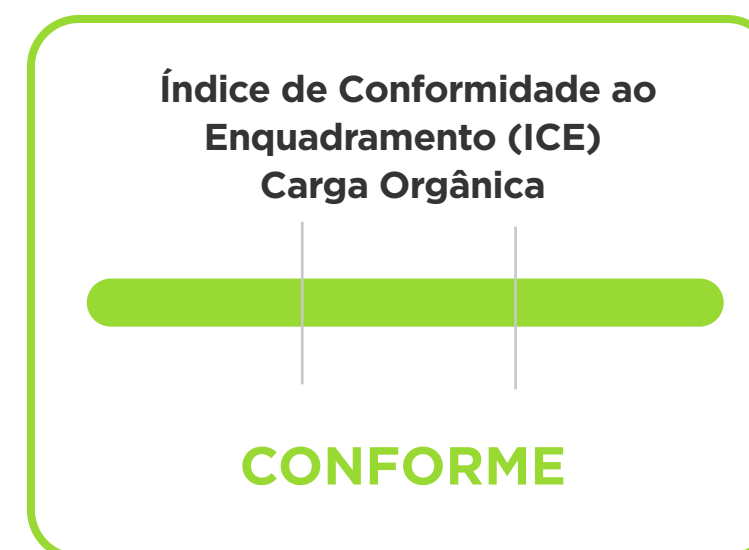 Índice de Conformidade ao
Enquadramento (ICE)
Carga Orgânica
CONFORME